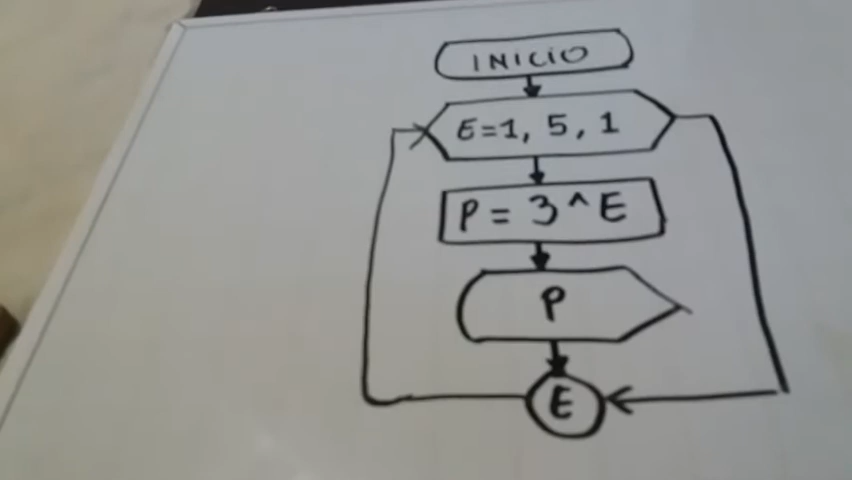 INICIO
E=1, 5, 1
P = 3 ^ E
P
E